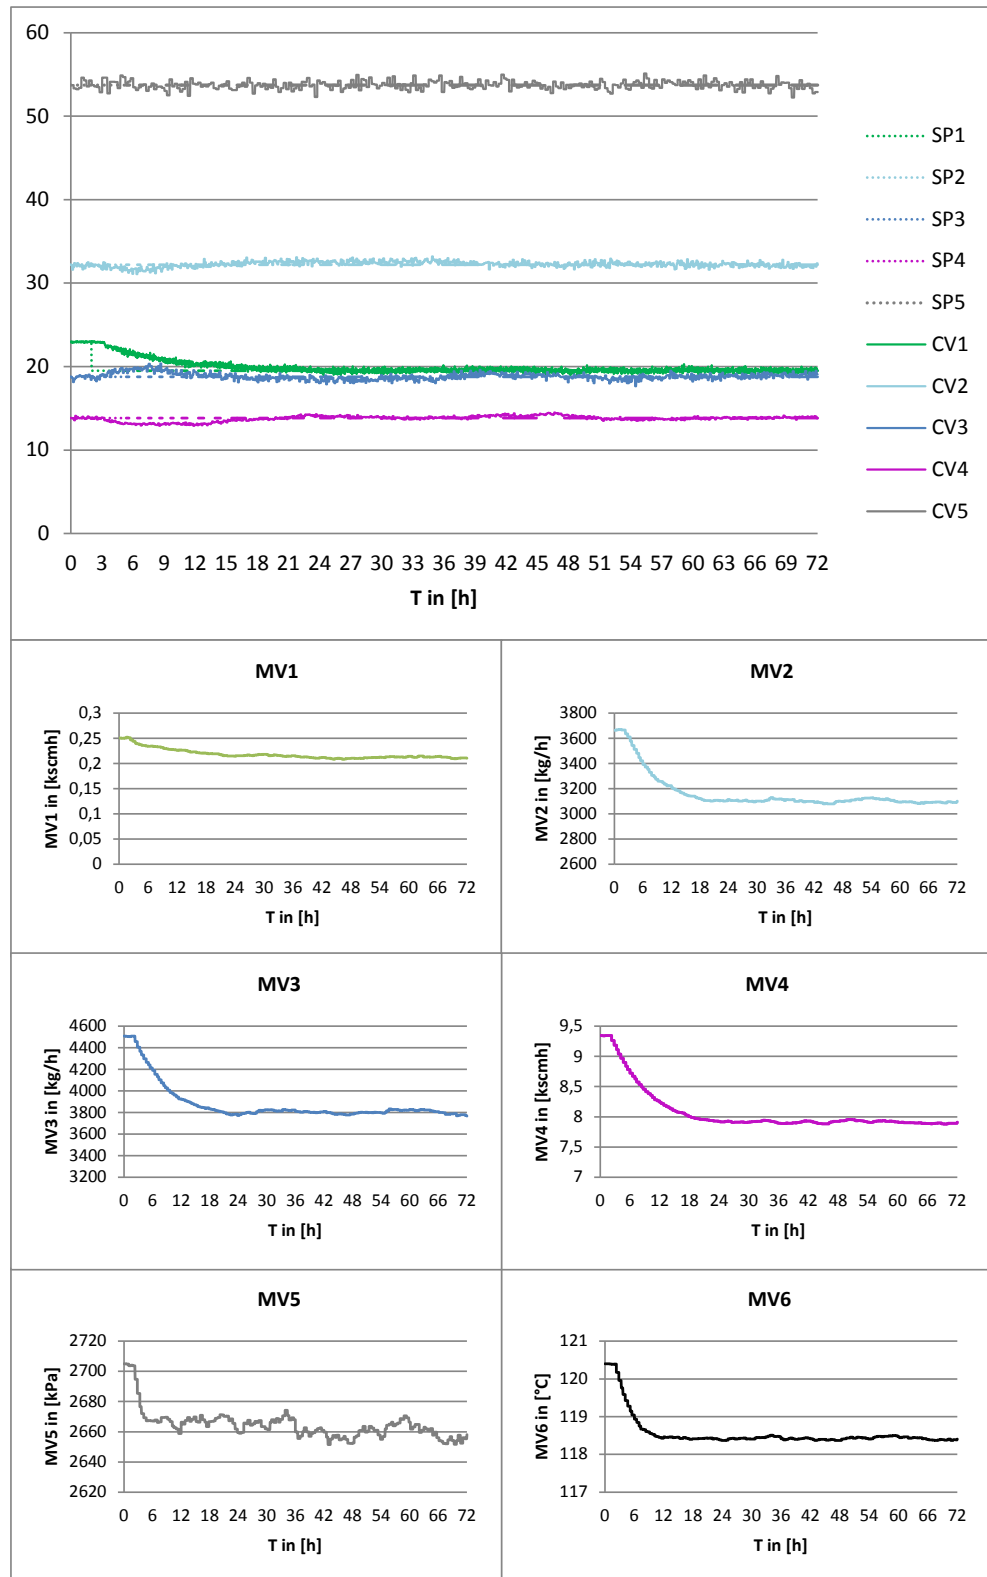 60
50
40
30
20
10
0
0 3 6 9 12 15 18 21 24 27 30 33 36 39 42 45 48 51 54 57 60 63 66 69 72
T in [h]
SP1
SP2
SP3
SP4
SP5
CV1
CV2
CV3
CV4
CV5
MV1
MV1 in [kscmh]
0,3
0,25
0,2
0,15
0,1
0,05
0
0 6 12 18 24 30 36 42 48 54 60 66 72
T in [h]
MV2
MV2 in [kg/h]
3800
3600
3400
3200
3000
2800
2600
0 6 12 18 24 30 36 42 48 54 60 66 72
T in [h]
MV3
MV3 in [kg/h]
4600
4400
4200
4000
3800
3600
3400
3200
0 6 12 18 24 30 36 42 48 54 60 66 72
T in [h]
MV4
MV4 in [kscmh]
9,5
9
8,5
8
7,5
7
0 6 12 18 24 30 36 42 48 54 60 66 72
T in [h]
MV5
MV5 in [kPa]
2720
2700
2680
2660
2640
2620
0 6 12 18 24 30 36 42 48 54 60 66 72
T in [h]
MV6
MV6 in [°C]
121
120
119
118
117
0 6 12 18 24 30 36 42 48 54 60 66 72
T in [h]